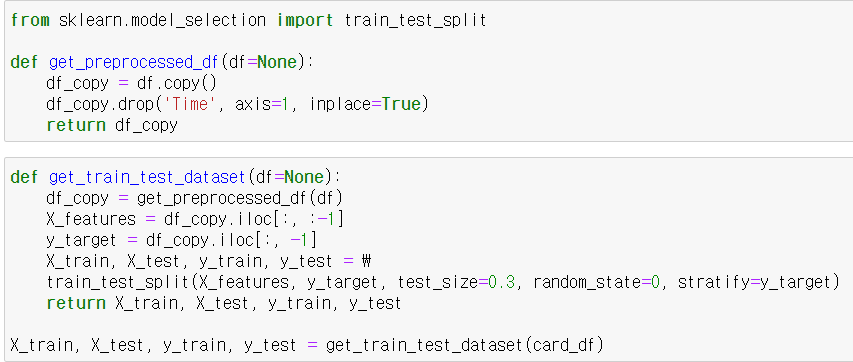 from sklearn.model_selection import train_test_split
def get_preprocessed_df(df=None):
df_copy = df.copy()
df_copy.drop('Time', axis=1, inplace=True)
return df_copy
def get_train_test_dataset(df=None):
df_copy = get_preprocessed_df(df)
X_features = df_copy.iloc[:, :-1]
y_target = df_copy.iloc[:, -1]
X_train, X_test, y_train, y_test = ₩
train_test_split(X_features, y_target, test_size=0.3, random_state=0, stratify=y_target)
return X_train, X_test, y_train, y_test
X_train, X_test, y_train, y_test = get_train_test_dataset(card_df)